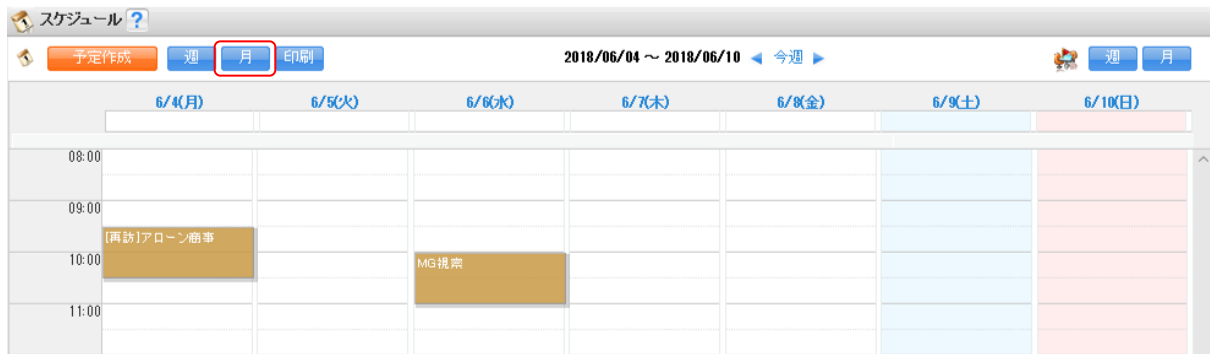 スケジュール ?
予定作成 週 月 印刷 2018/06/04 ～ 2018/06/10 ◀ 今週 ▶ 週 月
6/4(月) 6/5(火) 6/6(水) 6/7(木) 6/8(金) 6/9(土) 6/10(日)
08:00
09:00
[再訪]アローン商事
10:00 MG視察
11:00